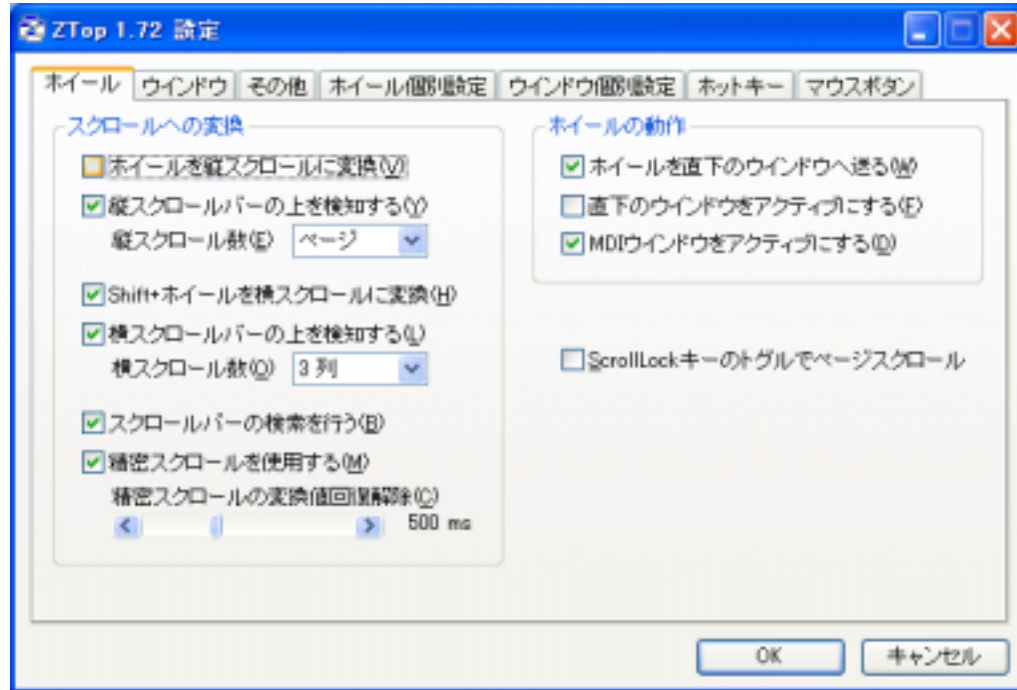 ZTop 1.72 設定
ホイール ウインドウ その他 ホイール個別設定 ウインドウ個別設定 ホットキー マウスボタン
スクロールへの変換
ホイールを縦スクロールに変換(V)
縦スクロールバーの上を検知する(Y)
縦スクロール数(E) ページ
Shift+ホイールを横スクロールに変換(H)
横スクロールバーの上を検知する(L)
横スクロール数(O) 3 列
スクロールバーの検索を行う(B)
精密スクロールを使用する(M)
精密スクロールの変換値回復解除(C)
500 ms
ホイールの動作
ホイールを直下のウインドウへ送る(W)
直下のウインドウをアクティブにする(F)
MDIウインドウをアクティブにする(D)
ScrollLockキーのトグルでページスクロール
OK キャンセル